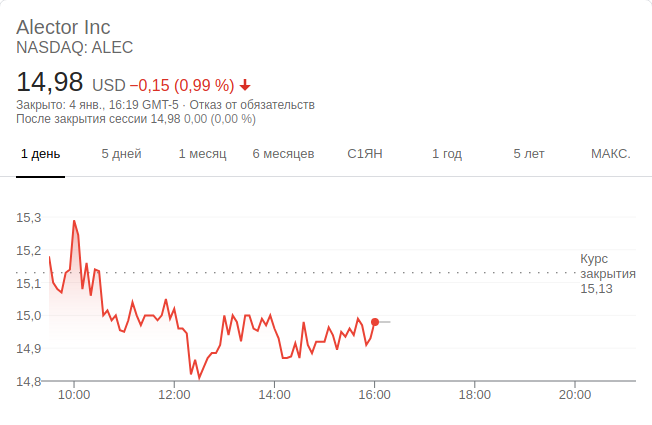 Alector Inc
NASDAQ: ALEC
14,98 USD −0,15 (0,99 %)
Закрыто: 4 янв., 16:19 GMT-5 · Отказ от обязательств
После закрытия сессии 14,98 0,00 (0,00 %)
1 день 5 дней 1 месяц 6 месяцев С1ЯН 1 год 5 лет МАКС.
15,3
15,2
Курс
закрытия
15,13
15,1
15,0
14,9
14,8
10:00 12:00 14:00 16:00 18:00 20:00